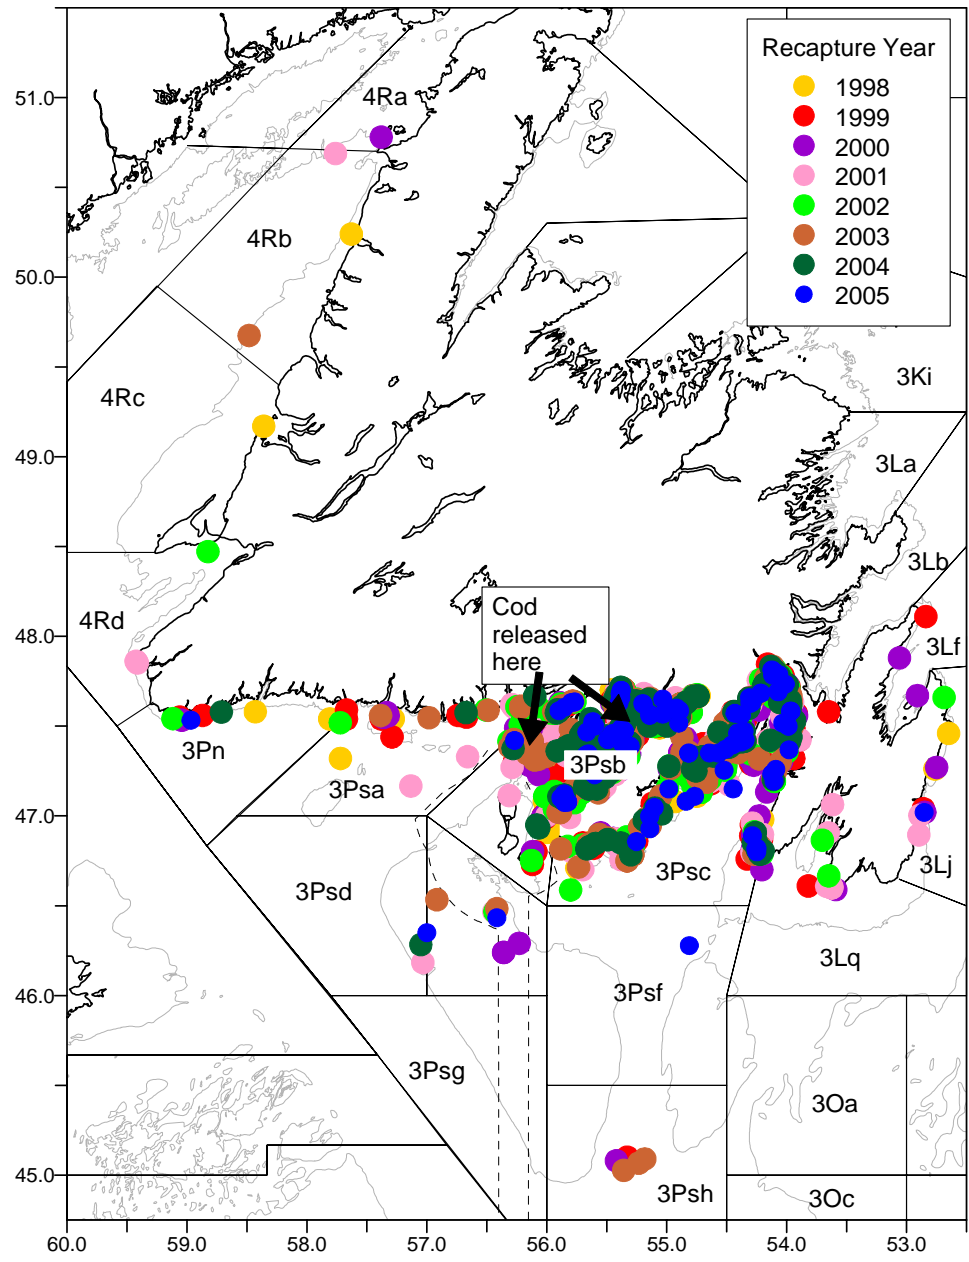 Recapture Year
1998
1999
2000
2001
2002
2003
2004
2005
51.0
50.0
49.0
48.0
47.0
46.0
45.0
4Ra
4Rb
4Rc
3Ki
3La
3Lb
4Rd
3Lf
Cod
released
here
3Pn
3Psb
3Psa
3Psc
3Lj
3Psd
3Lq
3Psf
3Psg
3Oa
3Psh
3Oc
60.0
59.0
58.0
57.0
56.0
55.0
54.0
53.0